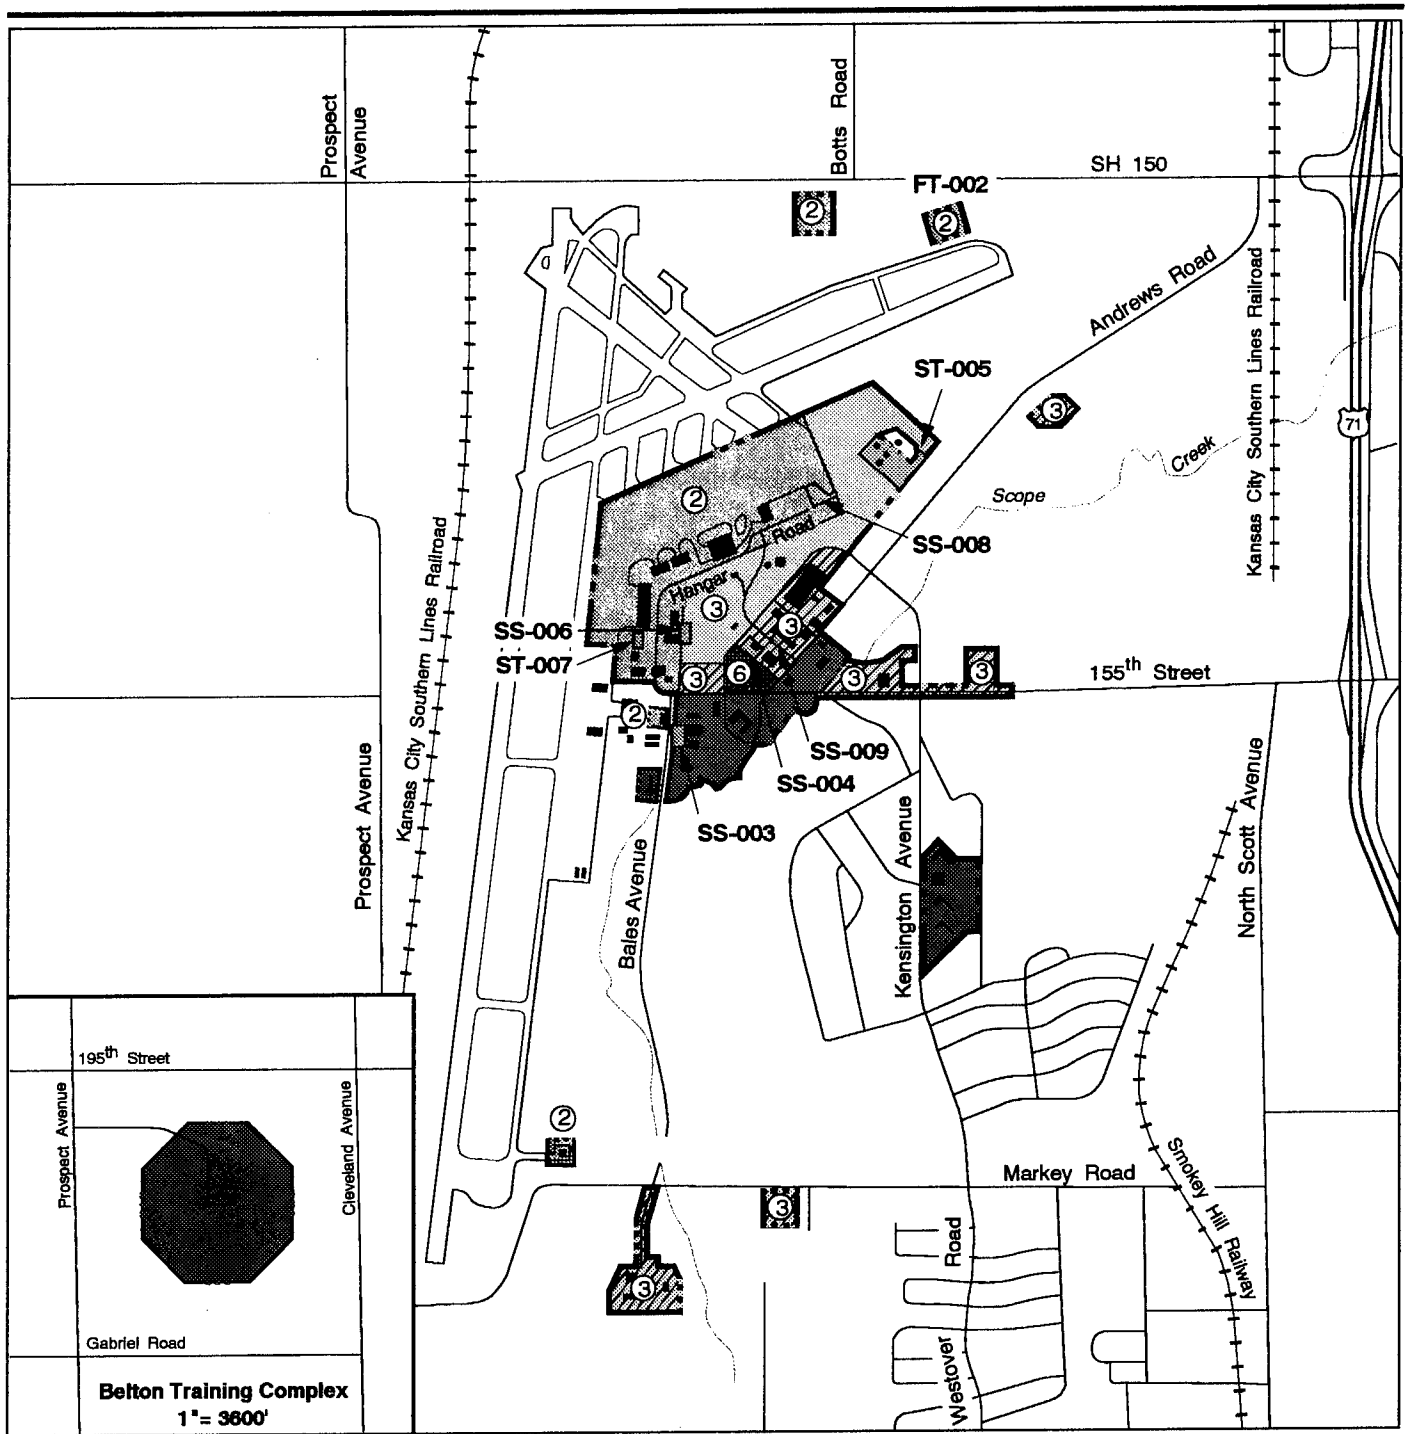 Prospect
Avenue
Botts Road
SH 150
FT-002
2
2
Andrews Road
Kansas City Southern Lines Railroad
ST-005
3
71
Creek
Scope
2
Road
SS-008
Hangar
3
Kansas City Southern Lines Railroad
SS-006
3
ST-007
3
6
3
3
155th Street
2
SS-009
SS-004
SS-003
Prospect Avenue
Bales Avenue
Kensington Avenue
North Scott Avenue
195th Street
Prospect Avenue
Cleveland Avenue
Gabriel Road
Belton Training Complex
1"= 3600'
2
Markey Road
3
3
Smokey Hill Railway
Westover Road